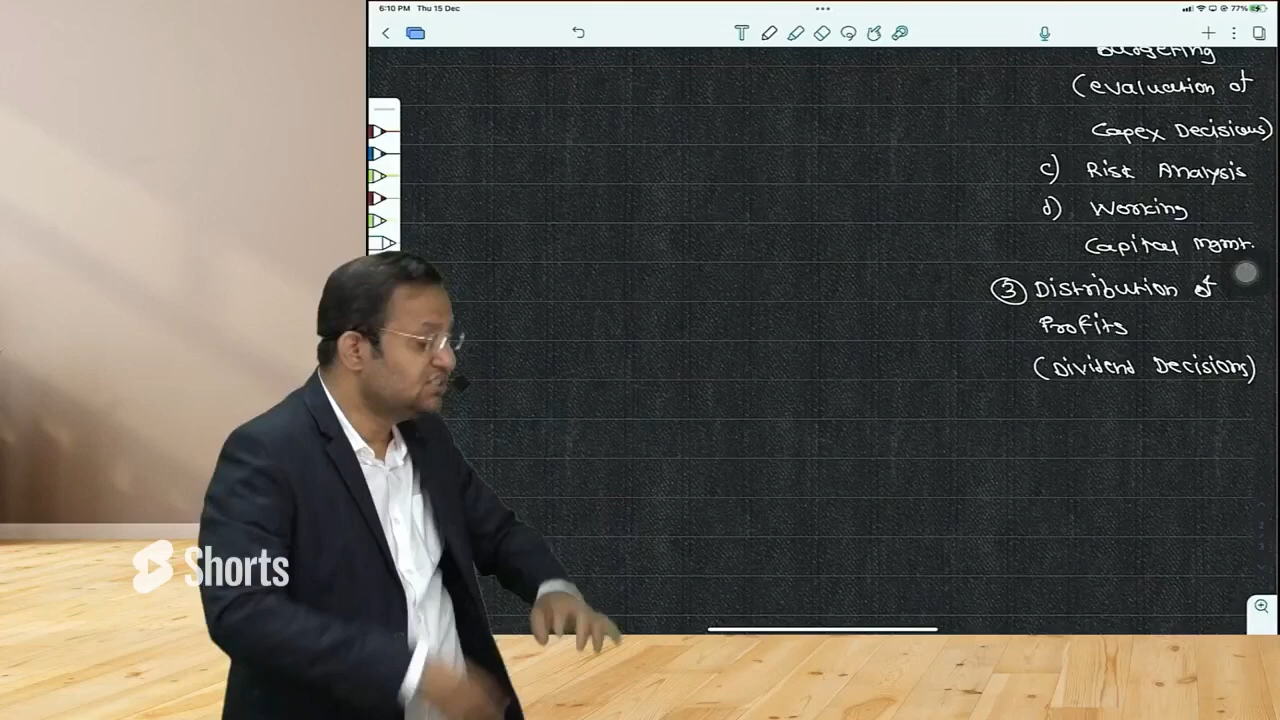 6:10 PM Thu 15 Dec
77%
T
Budgeting
(evaluation of
Capex Decisions)
c) Risk Analysis
d) Working
Capital Mgmt.
③ Distribution of
Profits
(Dividend Decisions)
Shorts